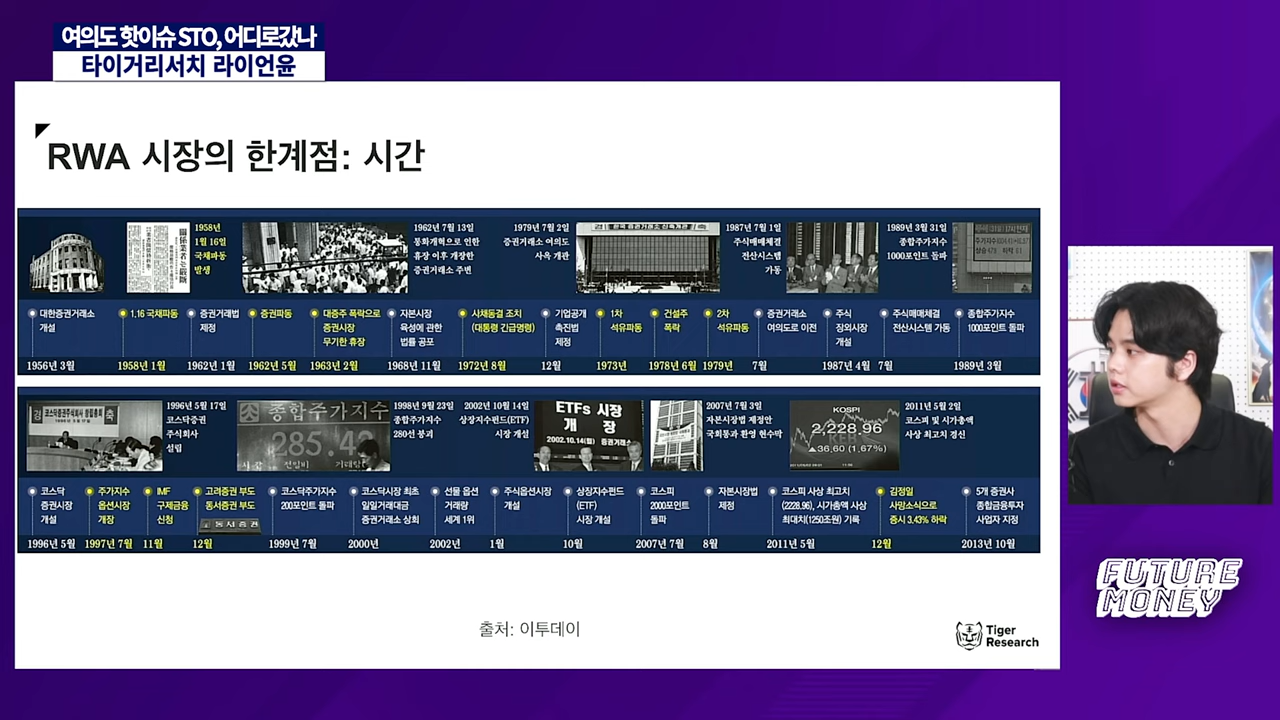 여의도 핫이슈 STO, 어디로갔나
타이거리서치 라이언윤
RWA 시장의 한계점: 시간
1958년
1월 16일
국채파동
발생
1962년 7월 13일
통화개혁으로 인한
휴장 이후 개장한
증권거래소 주변
1979년 7월 2일
증권거래소 여의도
사옥 개관
1987년 7월 1일
주식매매체결
전산시스템
가동
1989년 3월 31일
종합주가지수
1000포인트 돌파
대한증권거래소
개설
1956년 3월
1.16 국채파동
1958년 1월
증권거래법
제정
1962년 1월
증권파동
1962년 5월
대증주 폭락으로
증권시장
무기한 휴장
1963년 2월
자본시장
육성에 관한
법률 공포
1968년 11월
사채동결 조치
(대통령 긴급명령)
1972년 8월
기업공개
촉진법
제정
12월
1차
석유파동
1973년
건설주
폭락
1978년 6월
2차
석유파동
1979년
증권거래소
여의도로 이전
7월
주식
장외시장
개설
1987년 4월
주식매매체결
전산시스템 가동
7월
종합주가지수
1000포인트 돌파
1989년 3월
1996년 5월 17일
코스닥증권
주식회사
설립
종합주가지수
285.42
1998년 9월 23일
종합주가지수
280선 붕괴
2002년 10월 14일
상장지수펀드(ETF)
시장 개설
ETFs 시장
개 장
2002.10.14(월) 증권거래소
2007년 7월 3일
자본시장법 제정안
국회통과 환영 현수막
KOSPI
2,228.96
▲36.60 (1.67%)
2011년 5월 2일
코스피 및 시가총액
사상 최고치 경신
코스닥
증권시장
개설
1996년 5월
주가지수
옵션시장
개장
1997년 7월
IMF
구제금융
신청
11월
고려증권 부도
동서증권 부도
동서증권
12월
코스닥주가지수
200포인트 돌파
1999년 7월
코스닥시장 최초
일일거래대금
증권거래소 상회
2000년
선물 옵션
거래량
세계 1위
2002년
주식옵션시장
개설
1월
상장지수펀드
(ETF)
시장 개설
10월
코스피
2000포인트
돌파
2007년 7월
자본시장법
제정
8월
코스피 사상 최고치
(2228.96), 시가총액 사상
최대치(1250조원) 기록
2011년 5월
김정일
사망소식으로
증시 3.43% 하락
12월
5개 증권사
종합금융투자
사업자 지정
2013년 10월
출처: 이투데이
Tiger
Research
FUTURE
MONEY